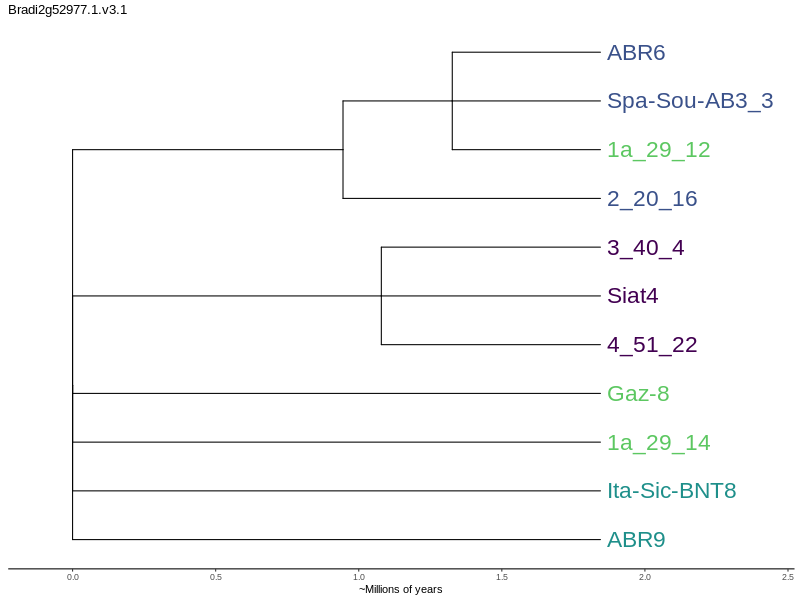 Bradi2g52977.1.v3.1
ABR6
Spa-Sou-AB3_3
1a_29_12
2_20_16
3_40_4
Siat4
4_51_22
Gaz-8
1a_29_14
Ita-Sic-BNT8
ABR9
0.0 0.5 1.0 1.5 2.0 2.5
~Millions of years